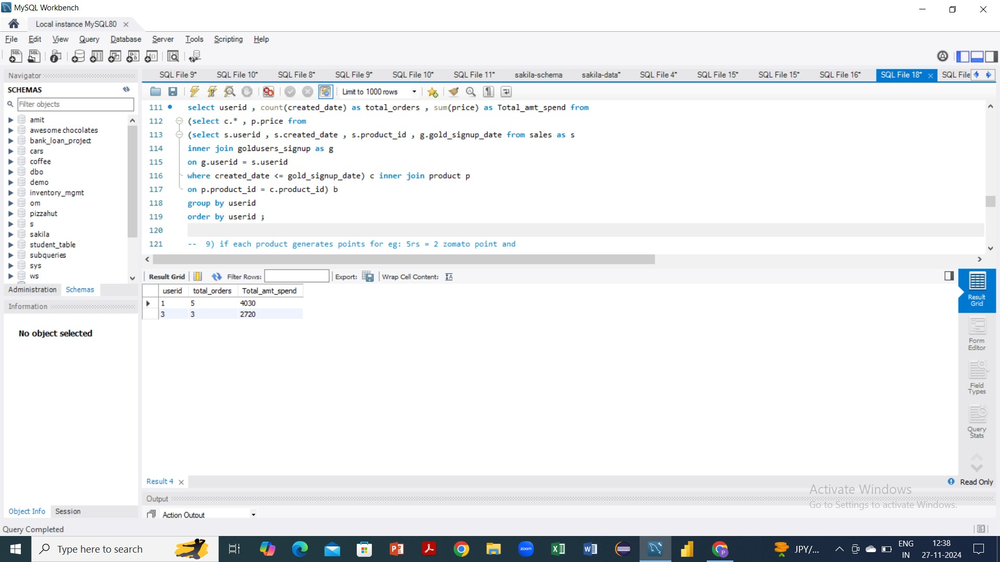 MySQL Workbench
Local instance MySQL80
File Edit View Query Database Server Tools Scripting Help
Navigator
SQL File 9* SQL File 10* SQL File 8* SQL File 9* SQL File 10* SQL File 11* sakila-schema sakila-data* SQL File 4* SQL File 15* SQL File 15* SQL File 16* SQL File 18* SQL File
SCHEMAS
Filter objects
Limit to 1000 rows
amit
awesome chocolates
bank_loan_project
cars
coffee
dbo
demo
inventory_mgmt
om
pizzahut
s
sakila
student_table
subqueries
sys
ws
Administration Schemas
111 select userid , count(created_date) as total_orders , sum(price) as Total_amt_spend from
112 (select c.* , p.price from
113 (select s.userid , s.created_date , s.product_id , g.gold_signup_date from sales as s
114 inner join goldusers_signup as g
115 on g.userid = s.userid
116 where created_date <= gold_signup_date) c inner join product p
117 on p.product_id = c.product_id) b
118 group by userid
119 order by userid ;
120
121 -- 9) if each product generates points for eg: 5rs = 2 zomato point and
Result Grid Filter Rows: Export: Wrap Cell Content:
userid total_orders Total_amt_spend
1 5 4030
3 3 2720
Result Grid
Form Editor
Field Types
Query Stats
Information
No object selected
Result 4
Read Only
Output
Action Output
Object Info Session
Query Completed
Activate Windows
Go to Settings to activate Windows.
Type here to search
zoom
JPY/...
ENG
IN
12:38
27-11-2024